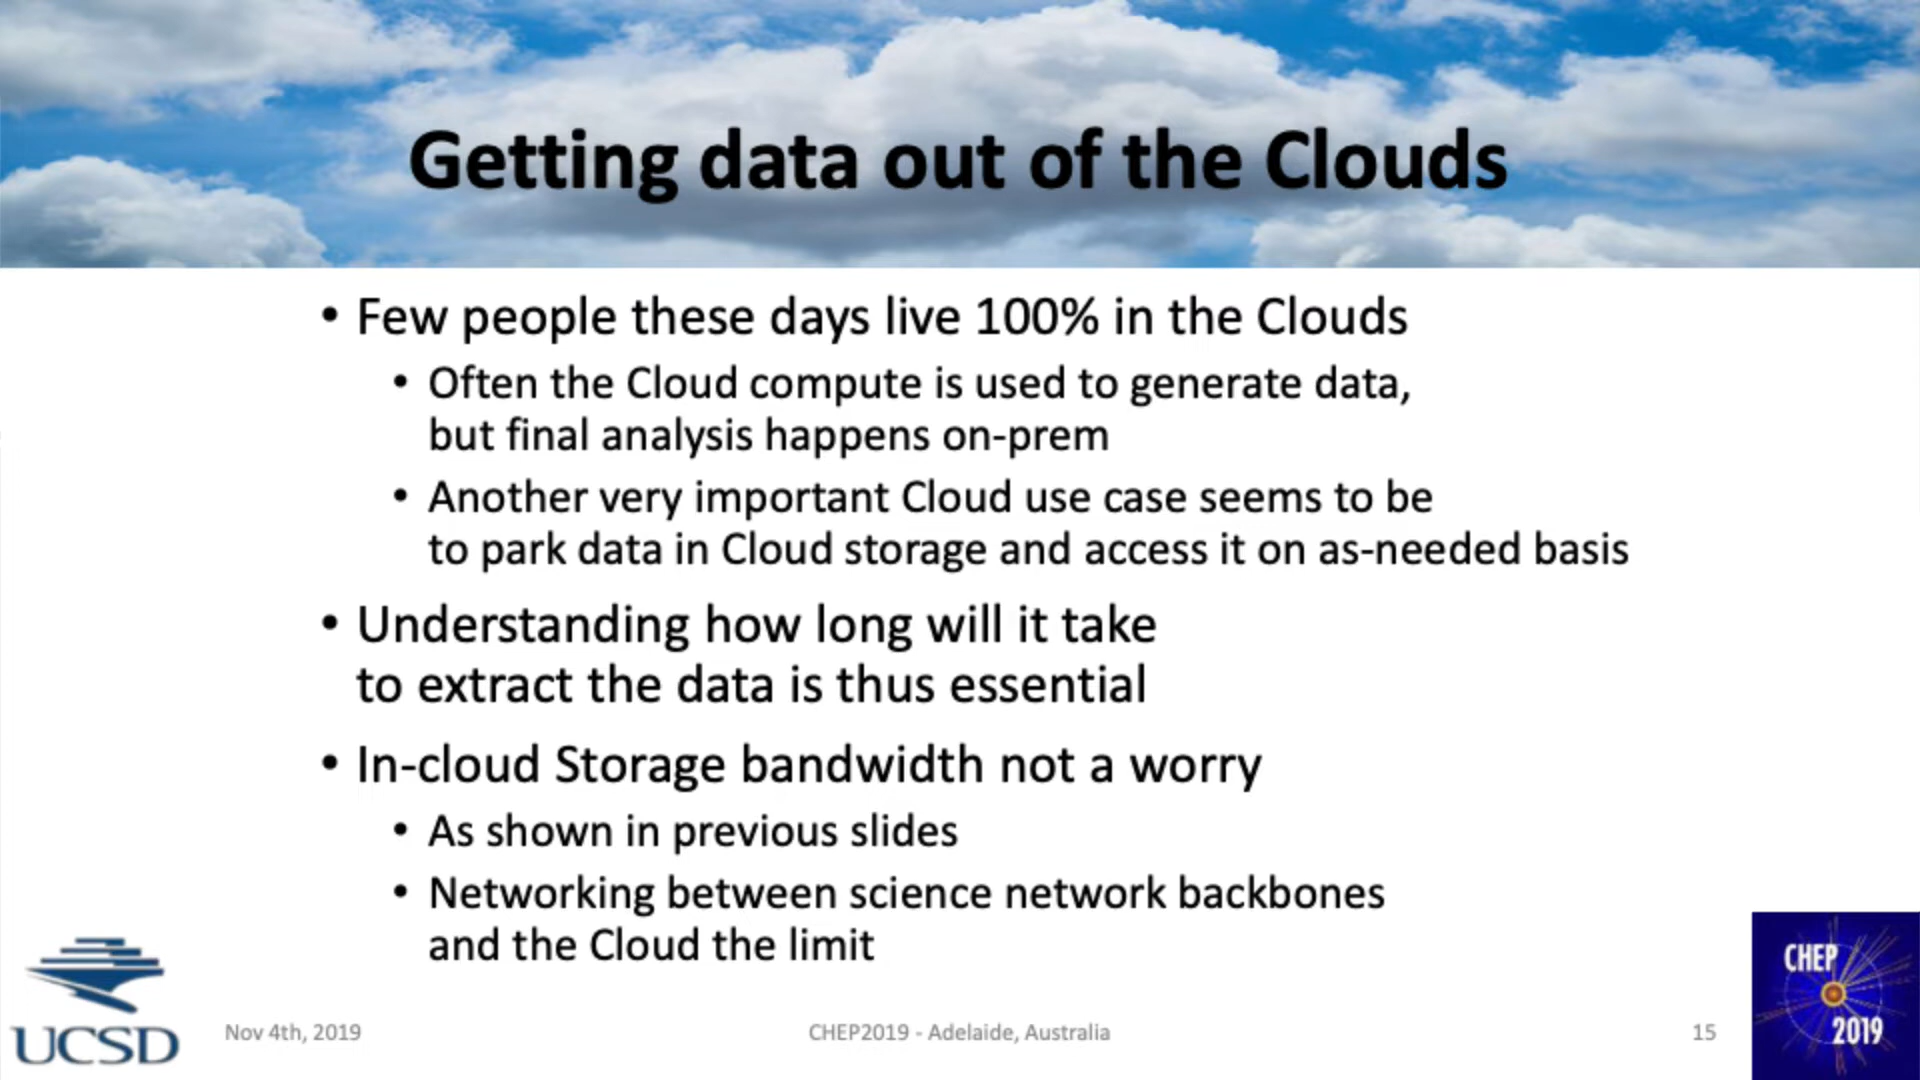 Getting data out of the Clouds
• Few people these days live 100% in the Clouds
• Often the Cloud compute is used to generate data,
but final analysis happens on-prem
• Another very important Cloud use case seems to be
to park data in Cloud storage and access it on as-needed basis
• Understanding how long will it take
to extract the data is thus essential
• In-cloud Storage bandwidth not a worry
• As shown in previous slides
• Networking between science network backbones
and the Cloud the limit
UCSD
Nov 4th, 2019
CHEP2019 - Adelaide, Australia
15
CHEP
2019